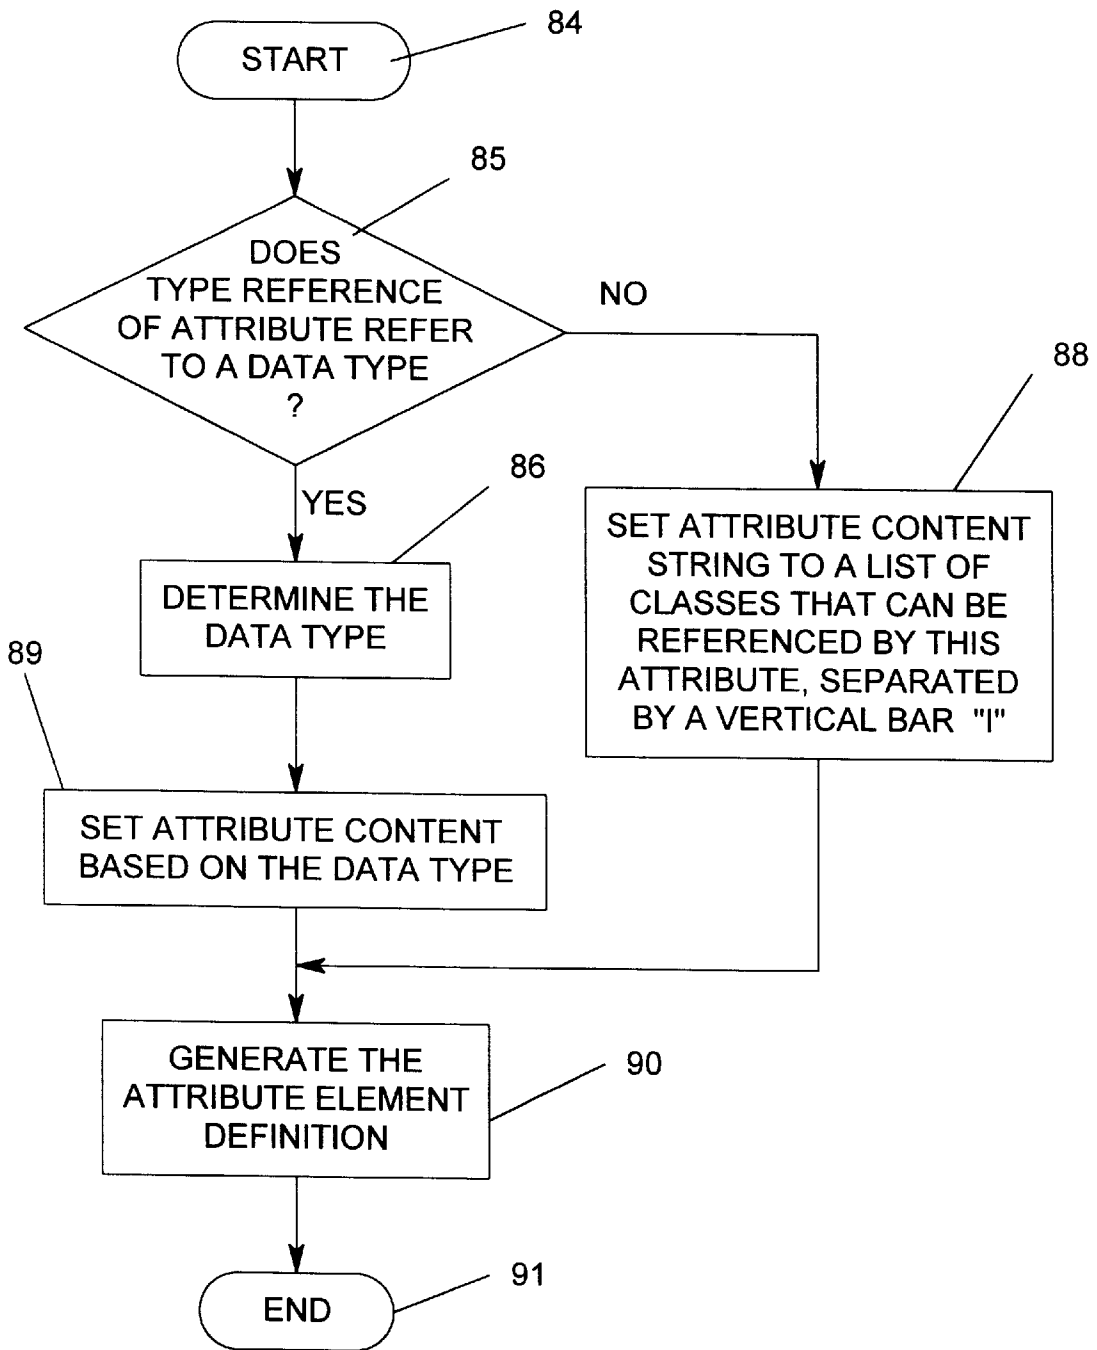 84
START
85
DOES
TYPE REFERENCE
OF ATTRIBUTE REFER
TO A DATA TYPE
?
NO
YES
86
DETERMINE THE
DATA TYPE
88
SET ATTRIBUTE CONTENT
STRING TO A LIST OF
CLASSES THAT CAN BE
REFERENCED BY THIS
ATTRIBUTE, SEPARATED
BY A VERTICAL BAR "I"
89
SET ATTRIBUTE CONTENT
BASED ON THE DATA TYPE
GENERATE THE
ATTRIBUTE ELEMENT
DEFINITION
90
END
91